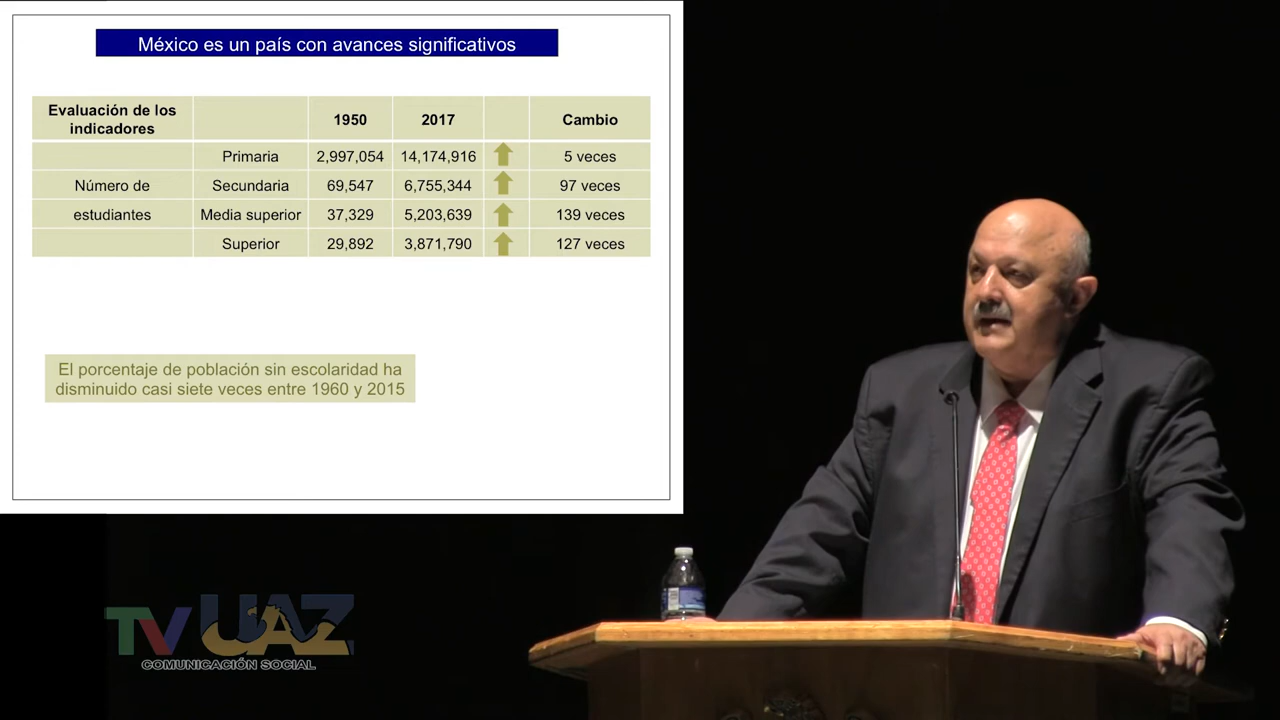 México es un país con avances significativos
Evaluación de los indicadores 1950 2017 Cambio
Primaria 2,997,054 14,174,916 5 veces
Número de Secundaria 69,547 6,755,344 97 veces
estudiantes Media superior 37,329 5,203,639 139 veces
Superior 29,892 3,871,790 127 veces
El porcentaje de población sin escolaridad ha
disminuido casi siete veces entre 1960 y 2015
TV UAZ
COMUNICACIÓN SOCIAL